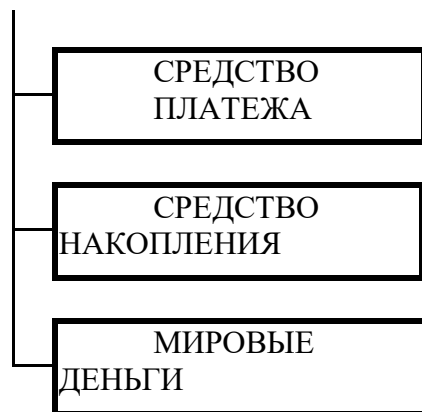 СРЕДСТВО
ПЛАТЕЖА
СРЕДСТВО
НАКОПЛЕНИЯ
МИРОВЫЕ
ДЕНЬГИ